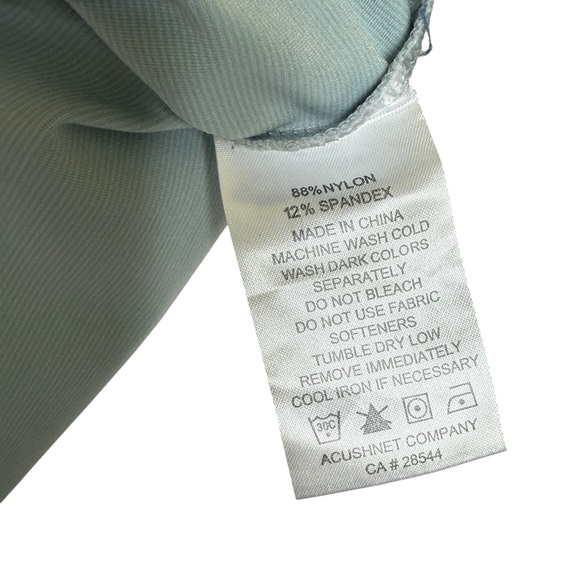 88% NYLON
12% SPANDEX
MADE IN CHINA
MACHINE WASH COLD
WASH DARK COLORS
SEPARATELY
DO NOT BLEACH
DO NOT USE FABRIC
SOFTENERS
TUMBLE DRY LOW
REMOVE IMMEDIATELY
COOL IRON IF NECESSARY
30C
ACUSHNET COMPANY
CA # 28544